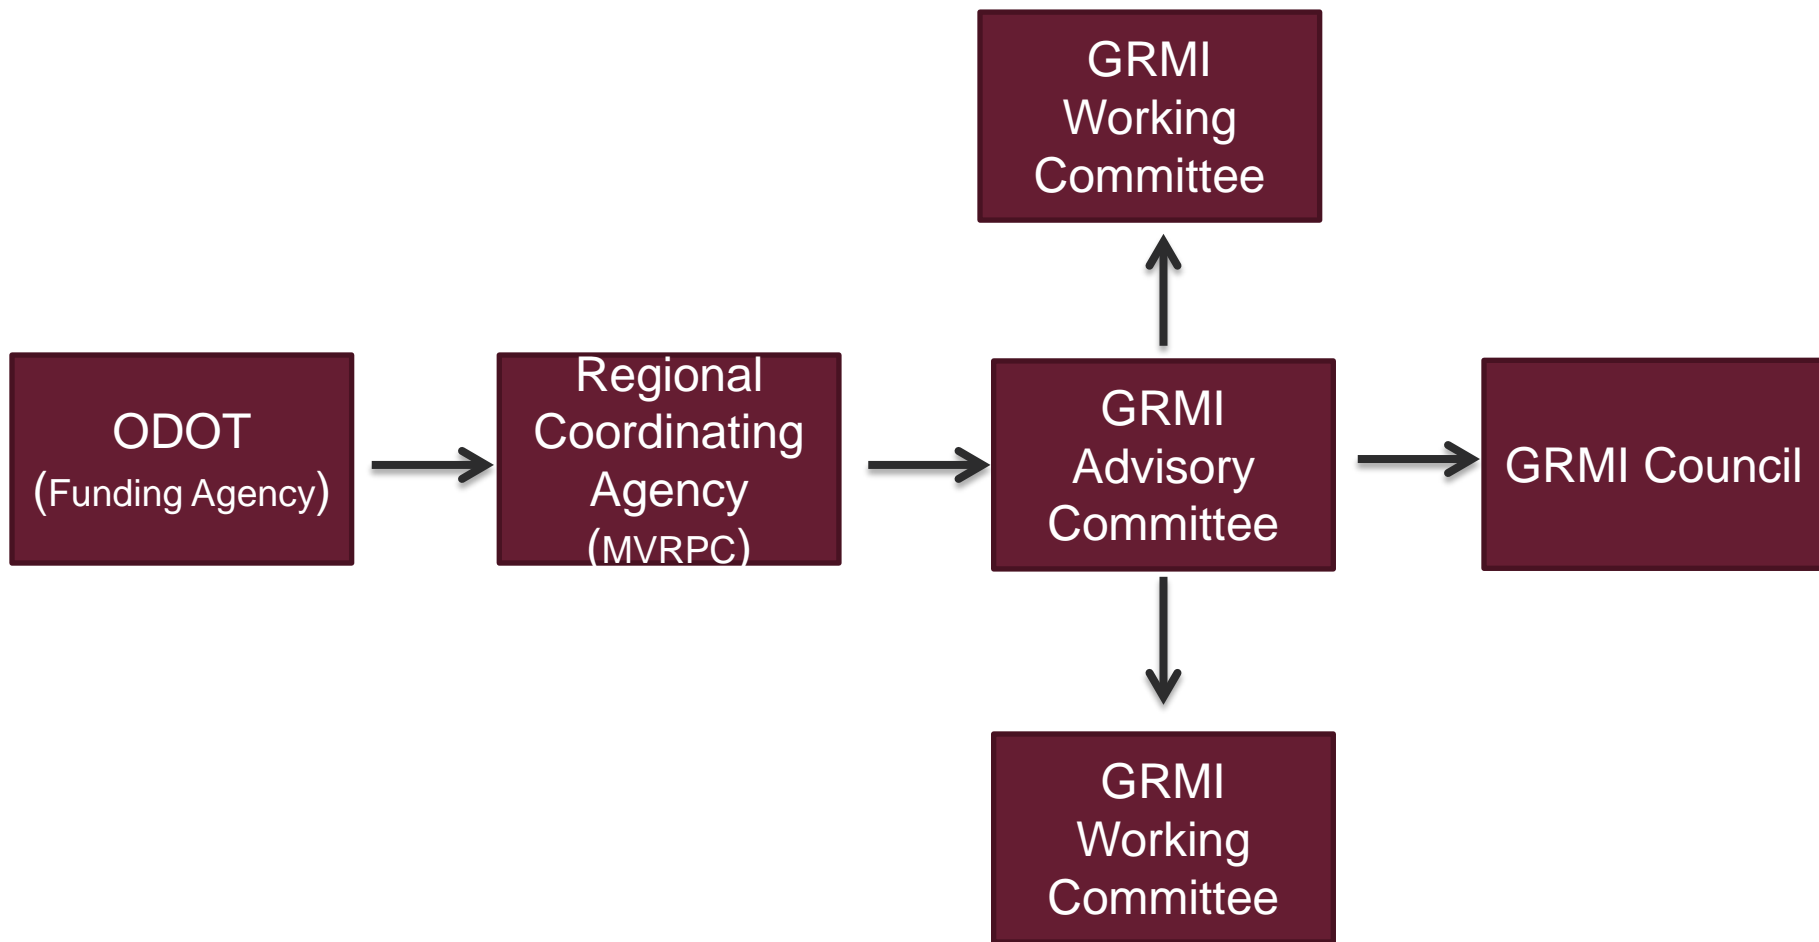 GRMI
Working
Committee
ODOT
(Funding Agency)
Regional
Coordinating
Agency
(MVRPC)
GRMI
Advisory
Committee
GRMI Council
GRMI
Working
Committee